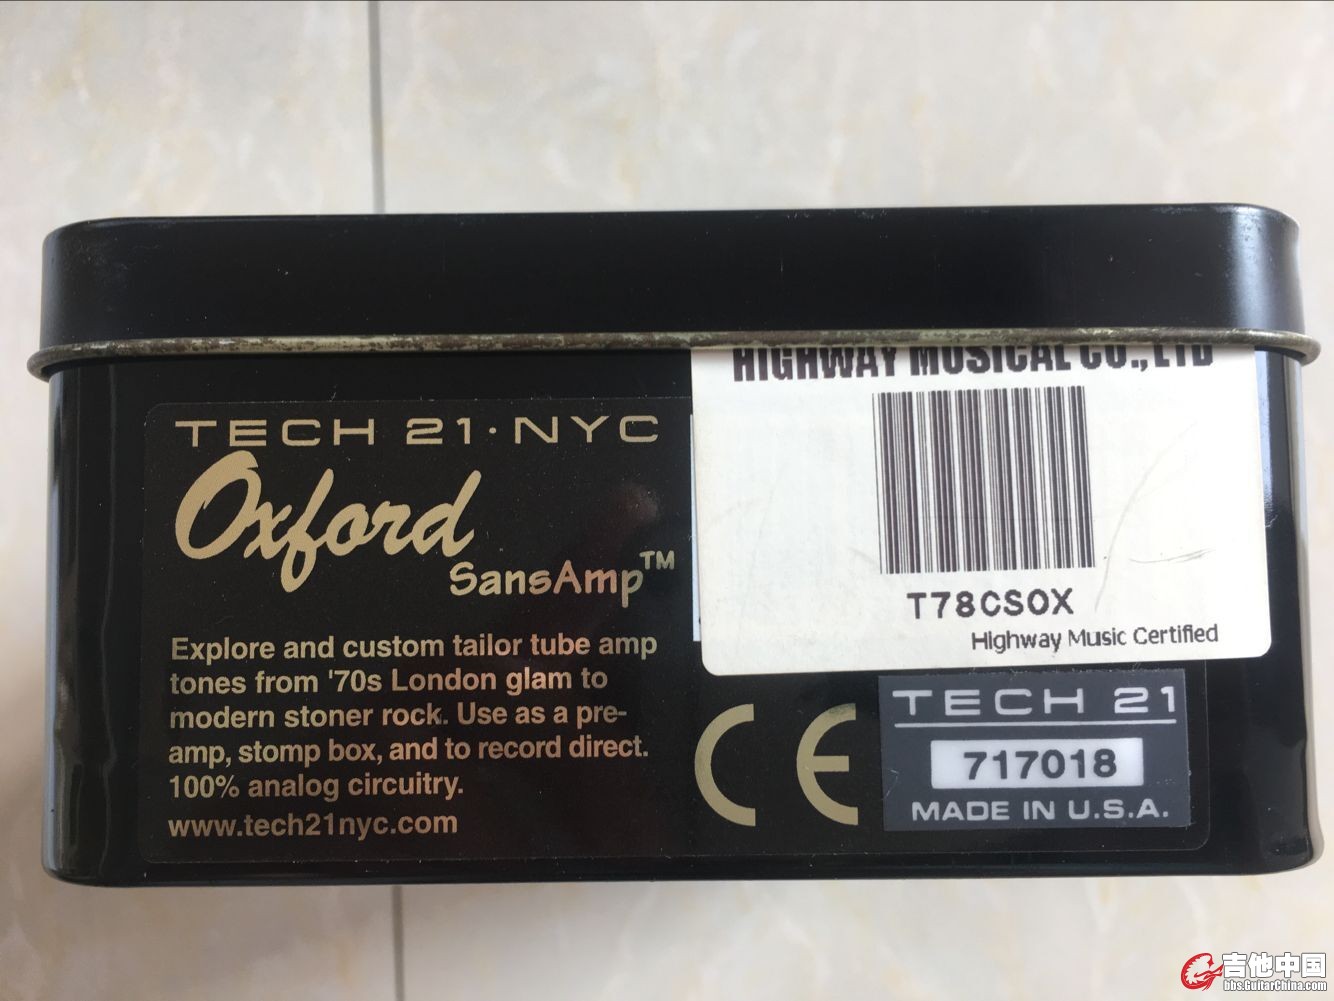 HIGHWAY MUSICAL CO.,LTD
TECH 21·NYC
Oxford
SansAmp™
Explore and custom tailor tube amp
tones from '70s London glam to
modern stoner rock. Use as a pre-
amp, stomp box, and to record direct.
100% analog circuitry.
www.tech21nyc.com
T78CSOX
Highway Music Certified
CE
TECH 21
717018
MADE IN U.S.A.
吉他中国
bbs.GuitarChina.com